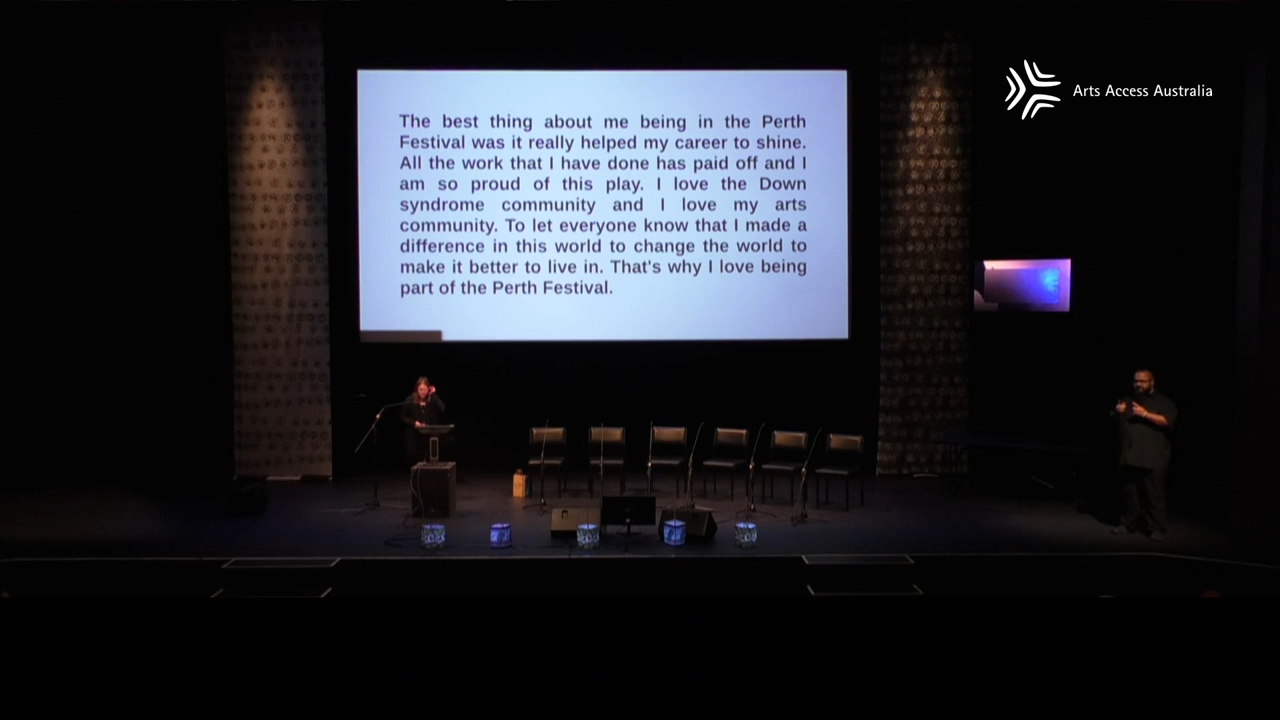 The best thing about me being in the Perth
Festival was it really helped my career to shine.
All the work that I have done has paid off and I
am so proud of this play. I love the Down
syndrome community and I love my arts
community. To let everyone know that I made a
difference in this world to change the world to
make it better to live in. That's why I love being
part of the Perth Festival.
Arts Access Australia